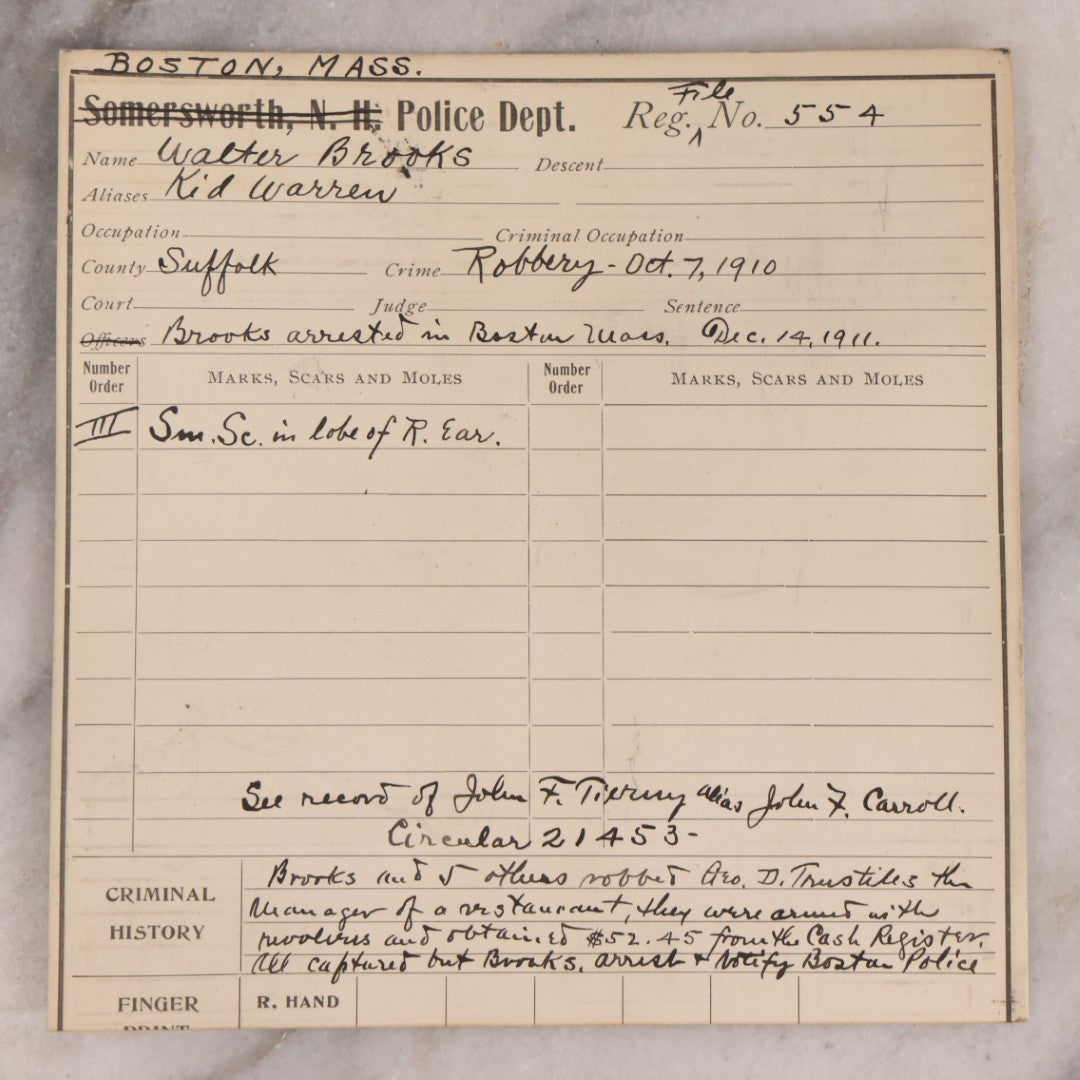 BOSTON, MASS.
Somersworth, N. H. Police Dept. Reg. File No. 554
Name Walter Brooks Descent
Aliases Kid Warren
Occupation Criminal Occupation
County Suffolk Crime Robbery - Oct. 7, 1910
Court Judge Sentence
Officers Brooks arrested in Boston Mass. Dec. 14, 1911.
Number Order MARKS, SCARS AND MOLES Number Order MARKS, SCARS AND MOLES
III Sm. Sc. in lobe of R. Ear.
See record of John F. Tierny alias John F. Carroll.
Circular 21453-
CRIMINAL HISTORY
Brooks and 5 others robbed Geo. D. the
Manager of a restaurant, they were armed with
revolvers and obtained $52.45 from the Cash Register.
All captured but Brooks. arrest + Notify Boston Police
FINGER PRINT R. HAND